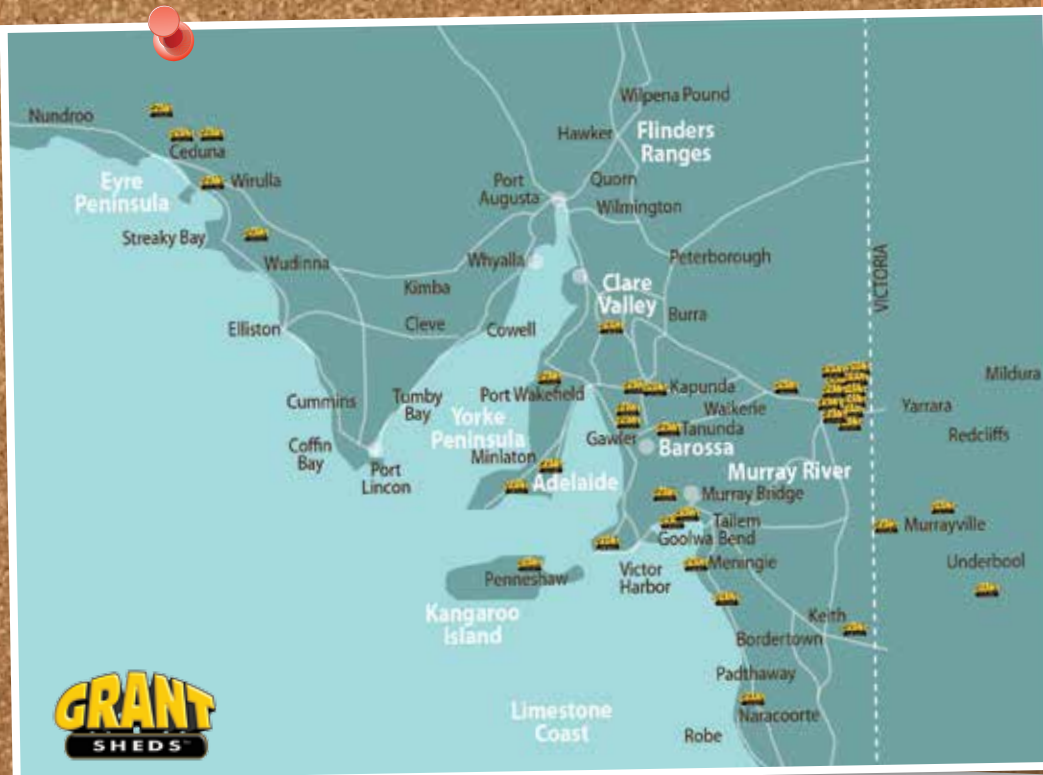 Nundroo
Ceduna
Eyre
Peninsula
Wirulla
Streaky Bay
Wudinna
Elliston
Kimba
Cleve
Cowell
Cummins
Tumby
Bay
Coffin
Bay
Port
Lincon
Wilpena Pound
Hawker
Flinders
Ranges
Port
Augusta
Quorn
Wilmington
Whyalla
Peterborough
Clare
Valley
Burra
VICTORIA
Port Wakefield
Kapunda
Waikerie
Yorke
Peninsula
Minlaton
Gawler
Tanunda
Barossa
Adelaide
Murray River
Murray Bridge
Tailem
Bend
Goolwa
Mildura
Yarrara
Redcliffs
Murrayville
Underbool
Penneshaw
Victor
Harbor
Meningie
Kangaroo
Island
Keith
Bordertown
Padthaway
Naracoorte
Limestone
Coast
Robe
GRANT
SHEDS